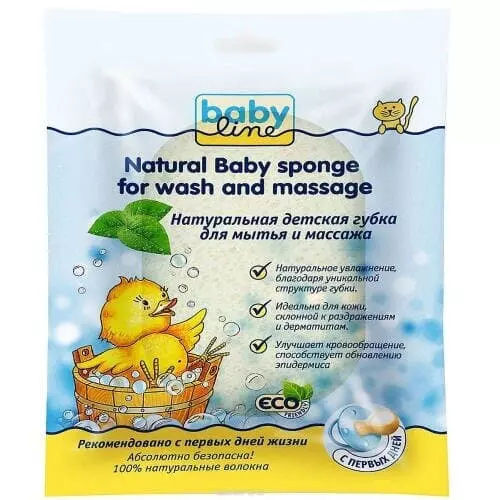 baby
line
Natural Baby sponge
for wash and massage
Натуральная детская губка
для мытья и массажа
Натуральное увлажнение,
благодаря уникальной
структуре губки.
Идеальна для кожи,
склонной к раздражениям
и дерматитам.
Улучшает кровообращение,
способствует обновлению
эпидермиса
ECO
FRIENDLY
Рекомендовано с первых дней жизни
Абсолютно безопасны!
100% натуральные волокна
С ПЕРВЫХ ДНЕЙ